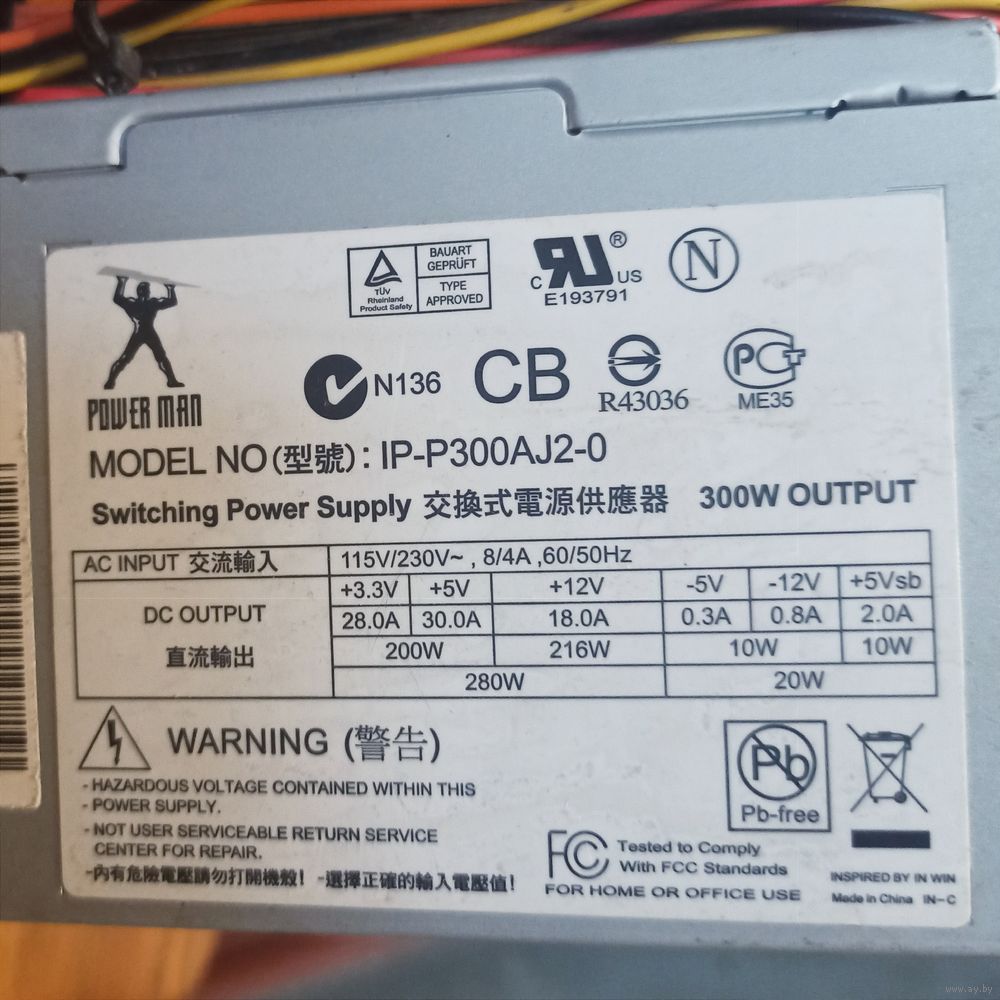 TÜV
Rheinland
Product Safety
BAUART
GEPRÜFT
TYPE
APPROVED
C RU ® US
E193791
N
POWER MAN
N136
CB
R43036
PCT
ME35
MODEL NO(型號): IP-P300AJ2-0
Switching Power Supply 交換式電源供應器 300W OUTPUT
AC INPUT 交流輸入 115V/230V~ , 8/4A ,60/50Hz
DC OUTPUT
直流輸出
+3.3V +5V +12V -5V -12V +5Vsb
28.0A 30.0A 18.0A 0.3A 0.8A 2.0A
200W 216W 10W 10W
280W 20W
WARNING (警告)
- HAZARDOUS VOLTAGE CONTAINED WITHIN THIS
- POWER SUPPLY.
- NOT USER SERVICEABLE RETURN SERVICE
CENTER FOR REPAIR.
-內有危險電壓請勿打開機殼! -選擇正確的輸入電壓值!
Pb
Pb-free
FC Tested to Comply
With FCC Standards
FOR HOME OR OFFICE USE
INSPIRED BY IN WIN
Made in China IN-C
www.ay.by